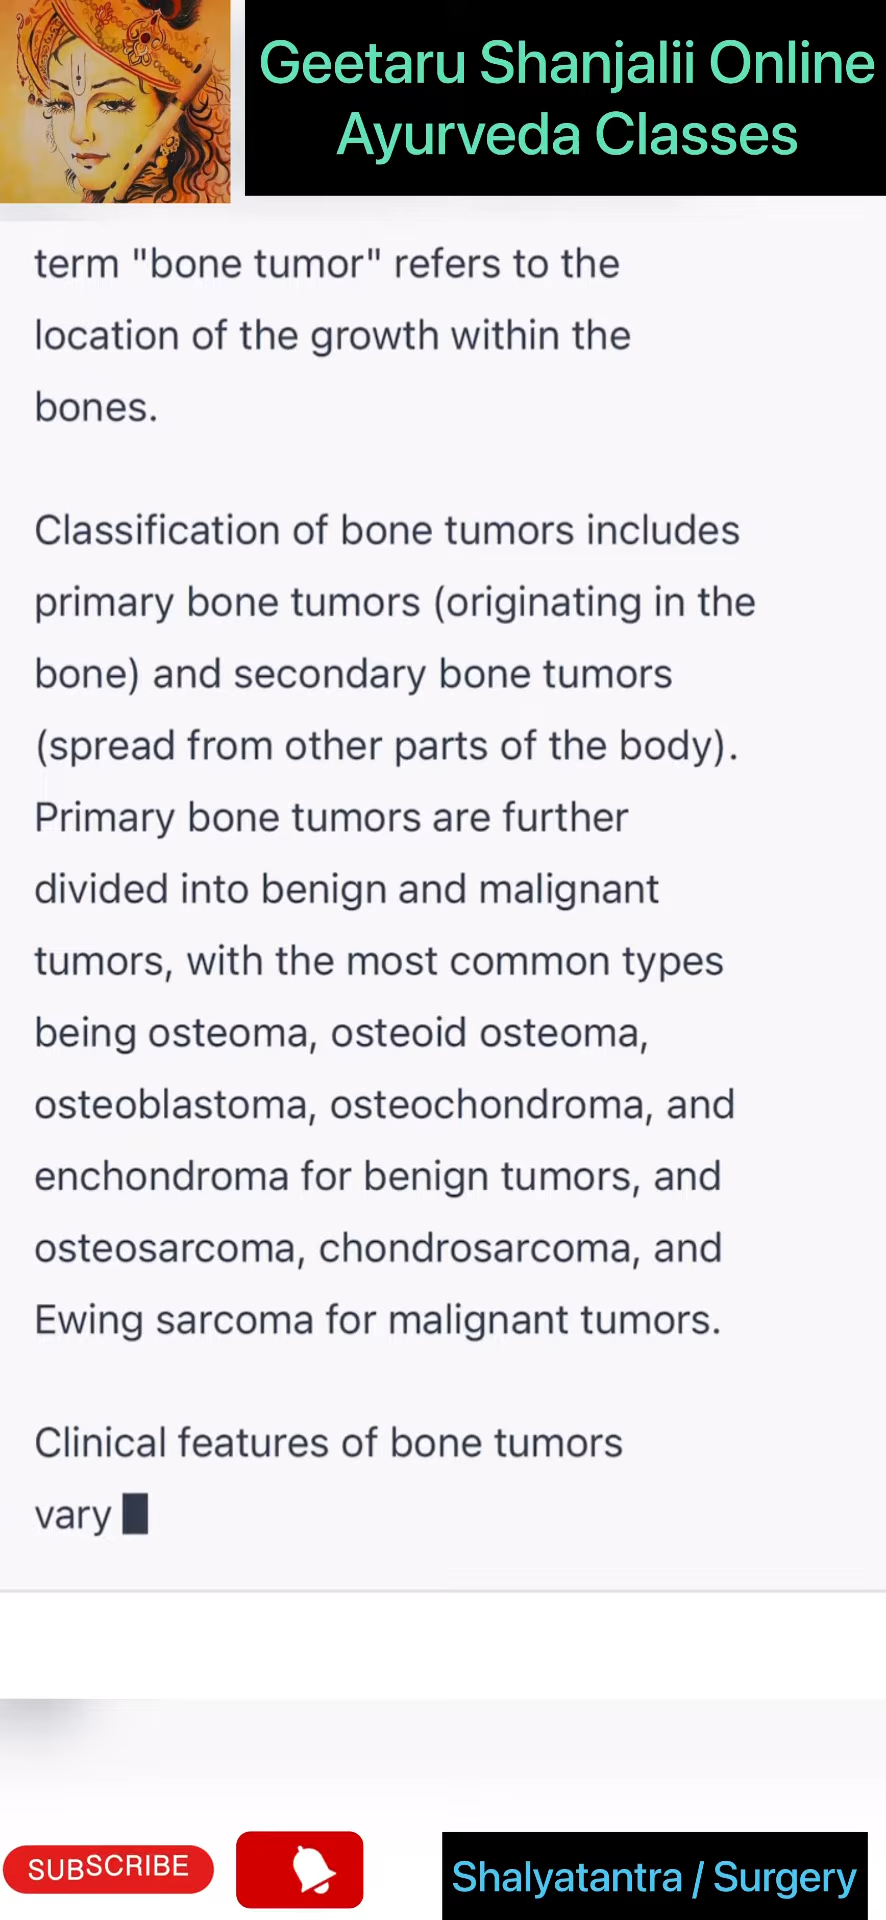 Geetaru Shanjalii Online
Ayurveda Classes
term "bone tumor" refers to the
location of the growth within the
bones.
Classification of bone tumors includes
primary bone tumors (originating in the
bone) and secondary bone tumors
(spread from other parts of the body).
Primary bone tumors are further
divided into benign and malignant
tumors, with the most common types
being osteoma, osteoid osteoma,
osteoblastoma, osteochondroma, and
enchondroma for benign tumors, and
osteosarcoma, chondrosarcoma, and
Ewing sarcoma for malignant tumors.
Clinical features of bone tumors
vary
SUBSCRIBE
Shalyatantra / Surgery